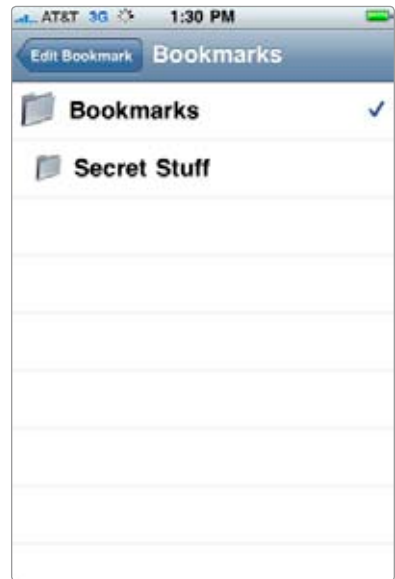 AT&T 3G 1:30 PM
Edit Bookmark Bookmarks
Bookmarks
Secret Stuff